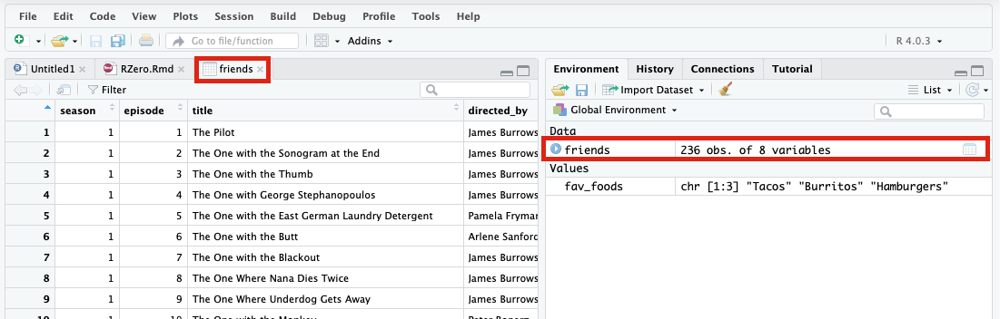 File Edit Code View Plots Session Build Debug Profile Tools Help
Go to file/function Addins R 4.0.3
Untitled1 RZero.Rmd friends
Filter
season episode title directed_by
1 1 1 The Pilot James Burrows
2 1 2 The One with the Sonogram at the End James Burrows
3 1 3 The One with the Thumb James Burrows
4 1 4 The One with George Stephanopoulos James Burrows
5 1 5 The One with the East German Laundry Detergent Pamela Fryman
6 1 6 The One with the Butt Arlene Sanford
7 1 7 The One with the Blackout James Burrows
8 1 8 The One Where Nana Dies Twice James Burrows
9 1 9 The One Where Underdog Gets Away James Burrows
10 1 10 The One with the Monkey
Environment History Connections Tutorial
Import Dataset List
Global Environment
Data
friends 236 obs. of 8 variables
Values
fav_foods chr [1:3] "Tacos" "Burritos" "Hamburgers"